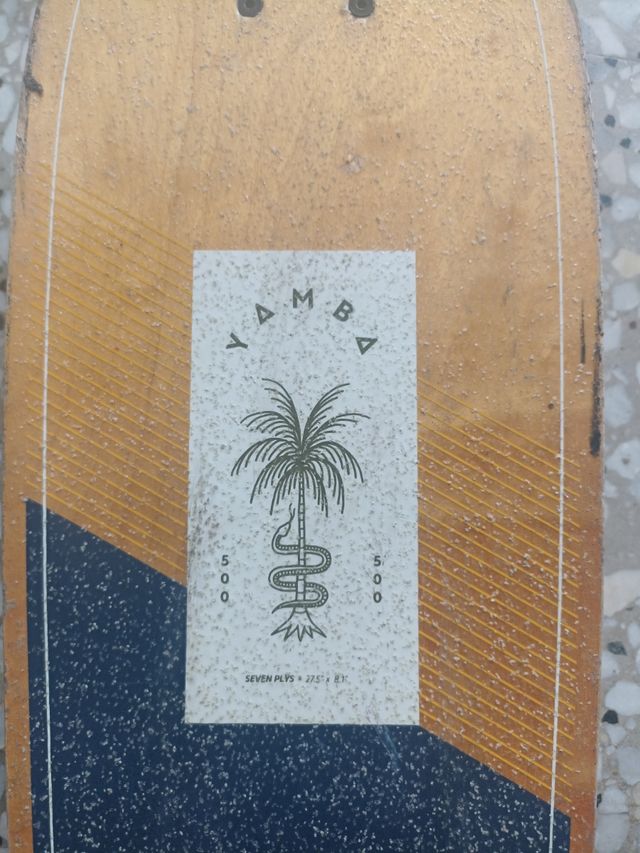 YAMBA
500 500
SEVEN PLYS • 27.5" x 8.1"